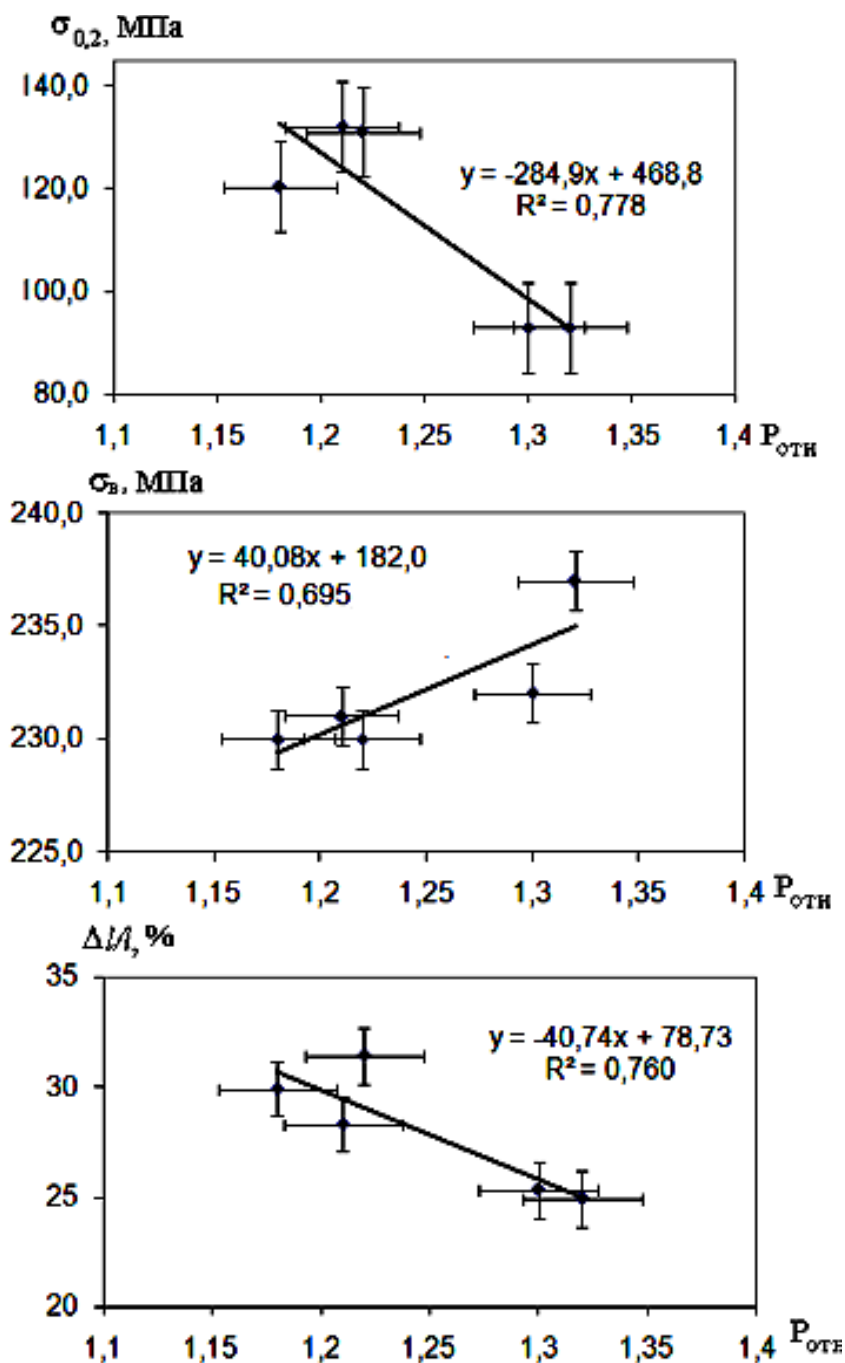 σ0,2, МПа
140,0
120,0
100,0
80,0
y = -284,9x + 468,8
R² = 0,778
1,1 1,15 1,2 1,25 1,3 1,35 1,4 Pотн
σв, МПа
240,0
235,0
230,0
225,0
y = 40,08x + 182,0
R² = 0,695
1,1 1,15 1,2 1,25 1,3 1,35 1,4 Pотн
Δl/l, %
35
30
25
20
y = -40,74x + 78,73
R² = 0,760
1,1 1,15 1,2 1,25 1,3 1,35 1,4 Pотн